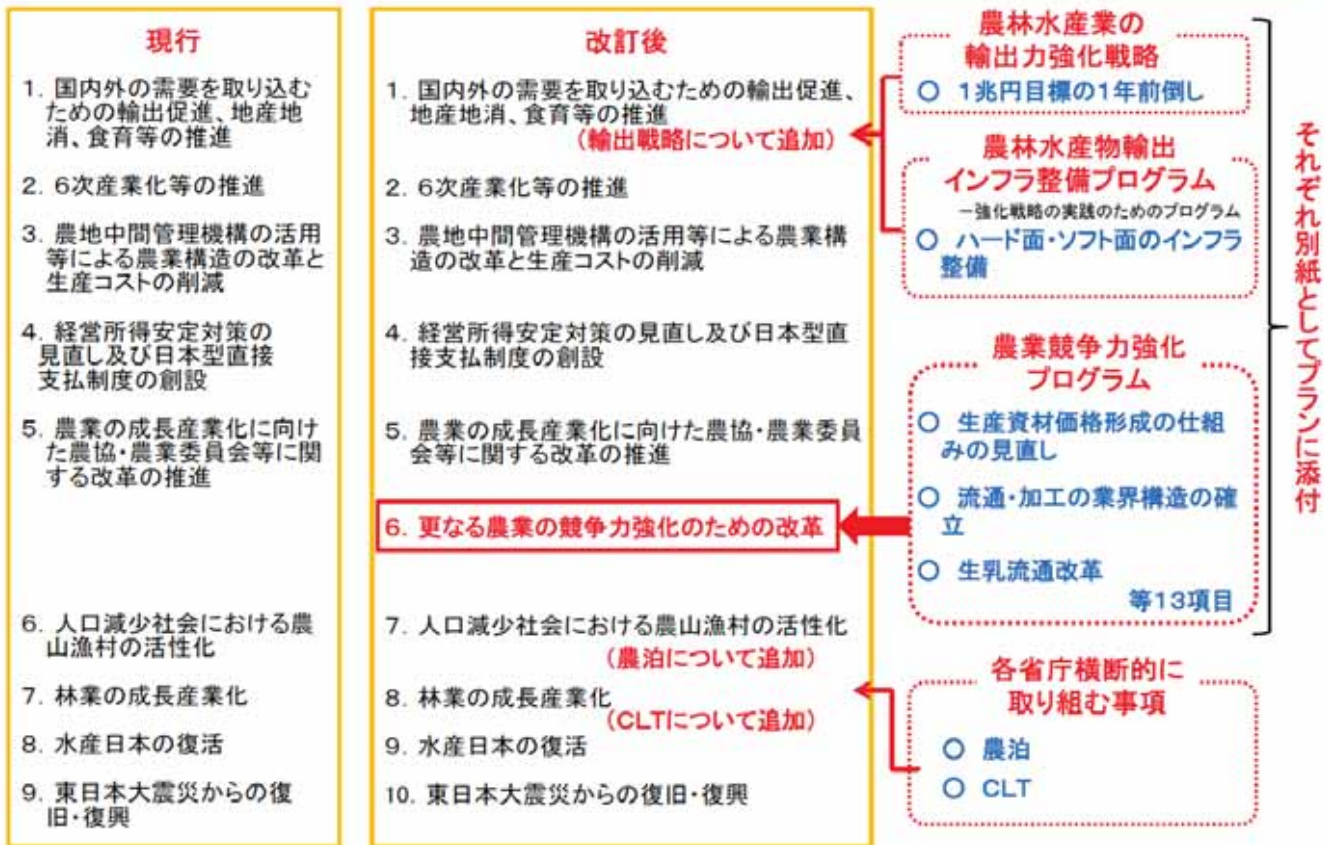 現行
1. 国内外の需要を取り込む
ための輸出促進、地産地
消、食育等の推進
2. 6次産業化等の推進
3. 農地中間管理機構の活用
等による農業構造の改革と
生産コストの削減
4. 経営所得安定対策の
見直し及び日本型直接
支払制度の創設
5. 農業の成長産業化に向け
た農協・農業委員会等に関
する改革の推進
6. 人口減少社会における農
山漁村の活性化
7. 林業の成長産業化
8. 水産日本の復活
9. 東日本大震災からの復
旧・復興
改訂後
1. 国内外の需要を取り込むための輸出促進、
地産地消、食育等の推進
(輸出戦略について追加)
2. 6次産業化等の推進
3. 農地中間管理機構の活用等による農業構
造の改革と生産コストの削減
4. 経営所得安定対策の見直し及び日本型直
接支払制度の創設
5. 農業の成長産業化に向けた農協・農業委員
会等に関する改革の推進
6. 更なる農業の競争力強化のための改革
7. 人口減少社会における農山漁村の活性化
(農泊について追加)
8. 林業の成長産業化
(CLTについて追加)
9. 水産日本の復活
10. 東日本大震災からの復旧・復興
農林水産業の
輸出力強化戦略
○ 1兆円目標の1年前倒し
農林水産物輸出
インフラ整備プログラム
-強化戦略の実践のためのプログラム
○ ハード面・ソフト面のインフラ
整備
農業競争力強化
プログラム
○ 生産資材価格形成の仕組
みの見直し
○ 流通・加工の業界構造の確
立
○ 生乳流通改革
等13項目
各省庁横断的に
取り組む事項
○ 農泊
○ CLT
それぞれ別紙としてプランに添付